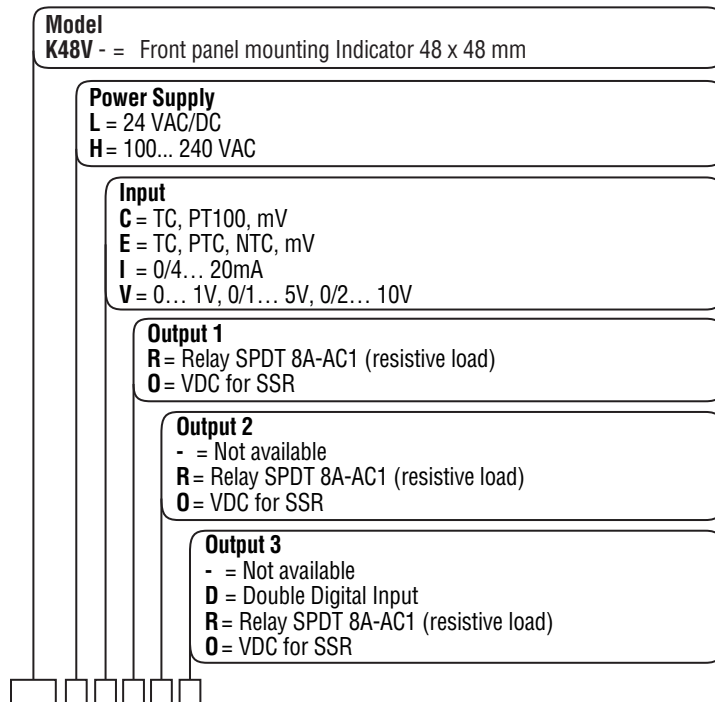 Model
K48V - = Front panel mounting Indicator 48 x 48 mm
Power Supply
L = 24 VAC/DC
H = 100... 240 VAC
Input
C = TC, PT100, mV
E = TC, PTC, NTC, mV
I = 0/4… 20mA
V = 0… 1V, 0/1… 5V, 0/2… 10V
Output 1
R = Relay SPDT 8A-AC1 (resistive load)
O = VDC for SSR
Output 2
- = Not available
R = Relay SPDT 8A-AC1 (resistive load)
O = VDC for SSR
Output 3
- = Not available
D = Double Digital Input
R = Relay SPDT 8A-AC1 (resistive load)
O = VDC for SSR